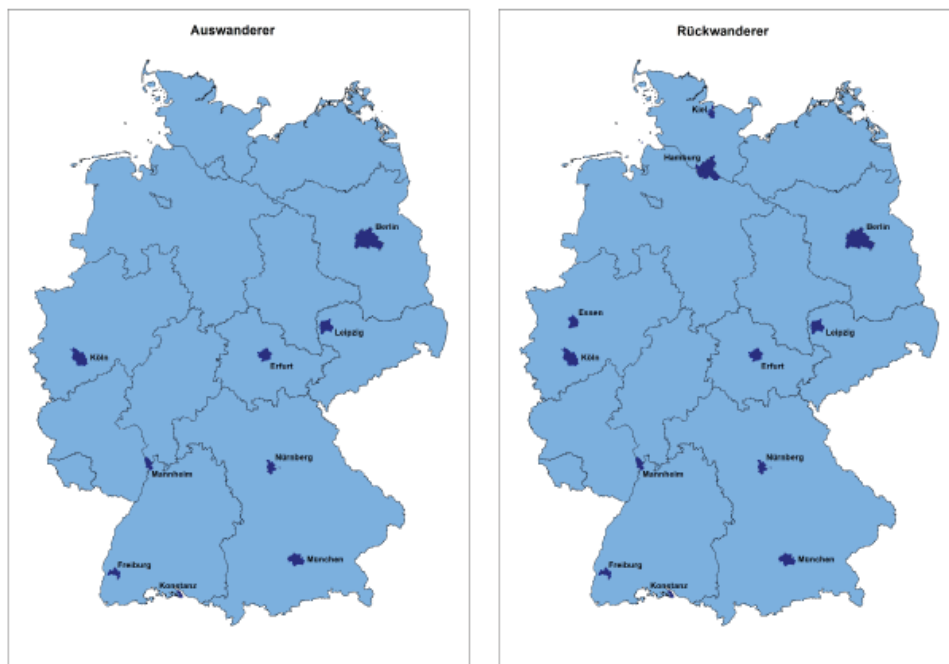 Auswanderer
Berlin
Leipzig
Köln
Erfurt
Nürnberg
Mannheim
München
Freiburg
Konstanz
Rückwanderer
Kiel
Hamburg
Berlin
Essen
Leipzig
Köln
Erfurt
Nürnberg
Mannheim
München
Freiburg
Konstanz